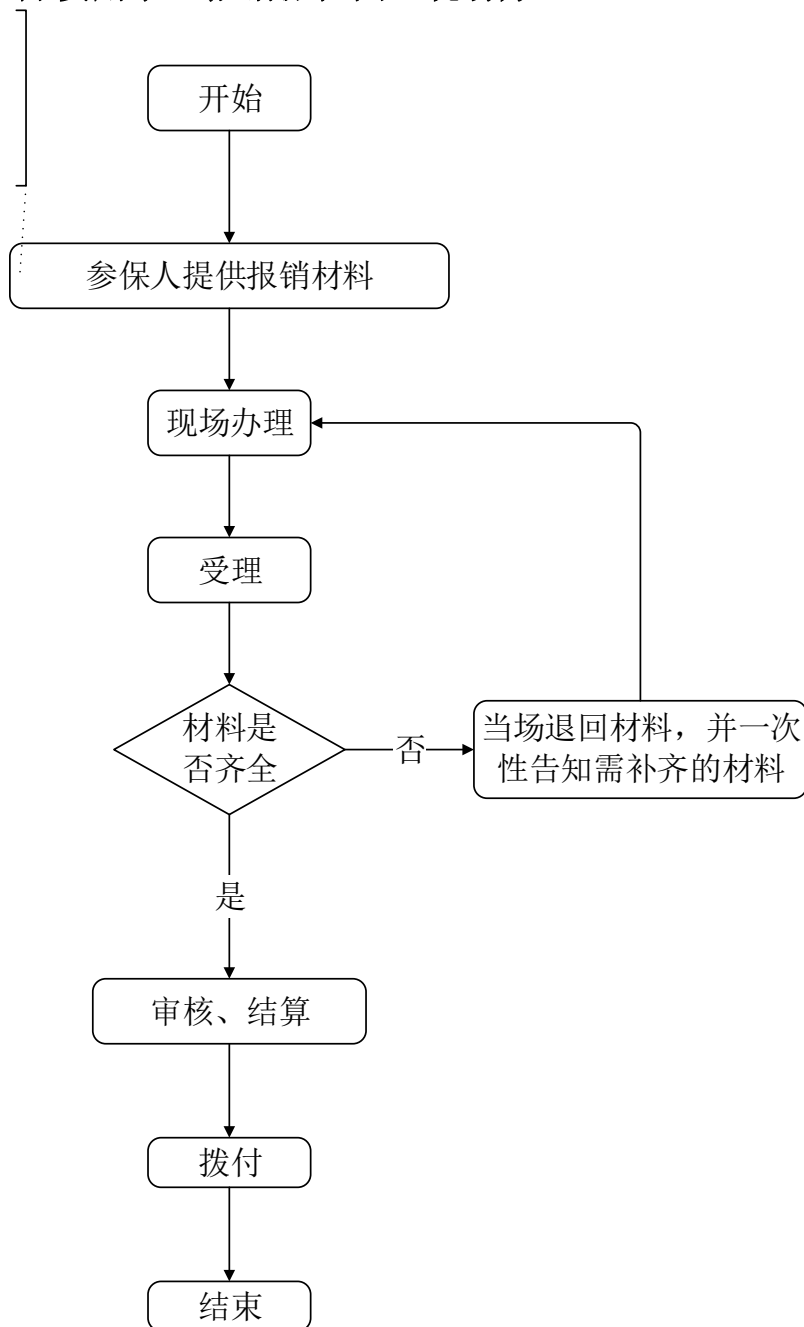 开始
参保人提供报销材料
现场办理
受理
材料是
否齐全
否
当场退回材料，并一次
性告知需补齐的材料
是
审核、结算
拨付
结束